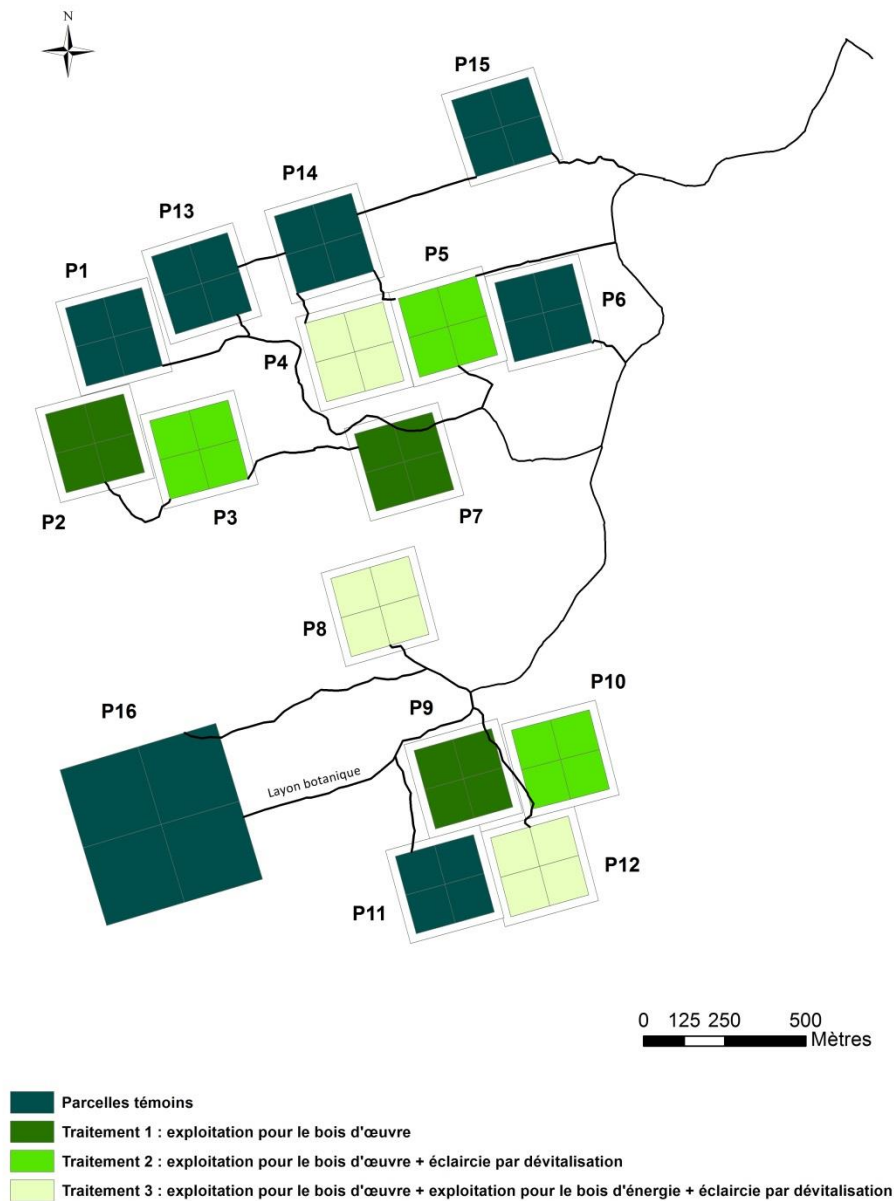 N
P15
P14
P13
P5
P1
P6
P4
P2
P3
P7
P8
P10
P16
P9
Layon botanique
P12
P11
0 125 250 500
Mètres
Parcelles témoins
Traitement 1 : exploitation pour le bois d'œuvre
Traitement 2 : exploitation pour le bois d'œuvre + éclaircie par dévitalisation
Traitement 3 : exploitation pour le bois d'œuvre + exploitation pour le bois d'énergie + éclaircie par dévitalisation